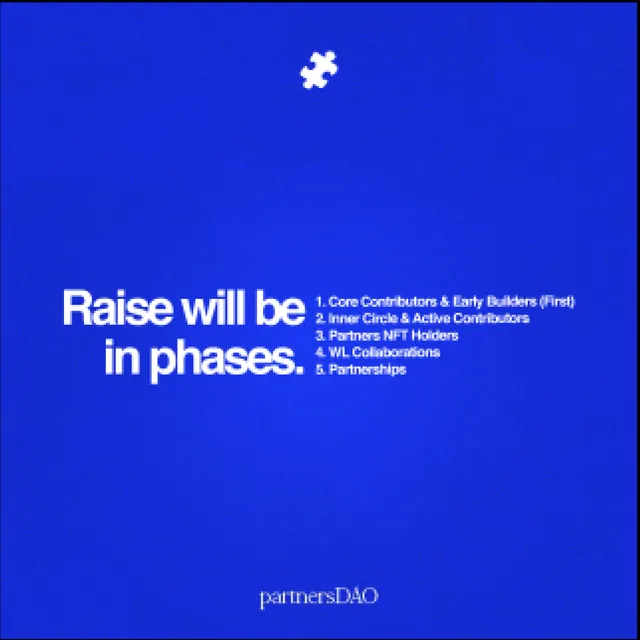 Raise will be
in phases.
1. Core Contributors & Early Builders (First)
2. Inner Circle & Active Contributors
3. Partners NFT Holders
4. WL Collaborations
5. Partnerships
partnersDAO